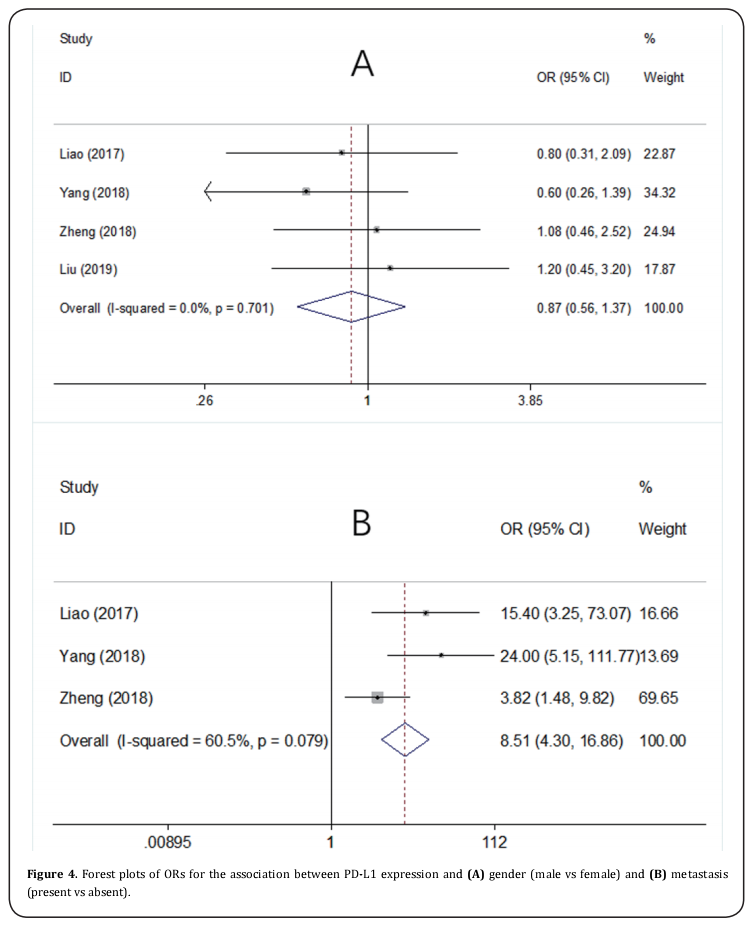 Study %
A
ID OR (95% CI) Weight
Liao (2017) 0.80 (0.31, 2.09) 22.87
Yang (2018) 0.60 (0.26, 1.39) 34.32
Zheng (2018) 1.08 (0.46, 2.52) 24.94
Liu (2019) 1.20 (0.45, 3.20) 17.87
Overall (I-squared = 0.0%, p = 0.701) 0.87 (0.56, 1.37) 100.00
.26 1 3.85
Study %
B
ID OR (95% CI) Weight
Liao (2017) 15.40 (3.25, 73.07) 16.66
Yang (2018) 24.00 (5.15, 111.77)13.69
Zheng (2018) 3.82 (1.48, 9.82) 69.65
Overall (I-squared = 60.5%, p = 0.079) 8.51 (4.30, 16.86) 100.00
.00895 1 112
Figure 4. Forest plots of ORs for the association between PD-L1 expression and (A) gender (male vs female) and (B) metastasis
(present vs absent).